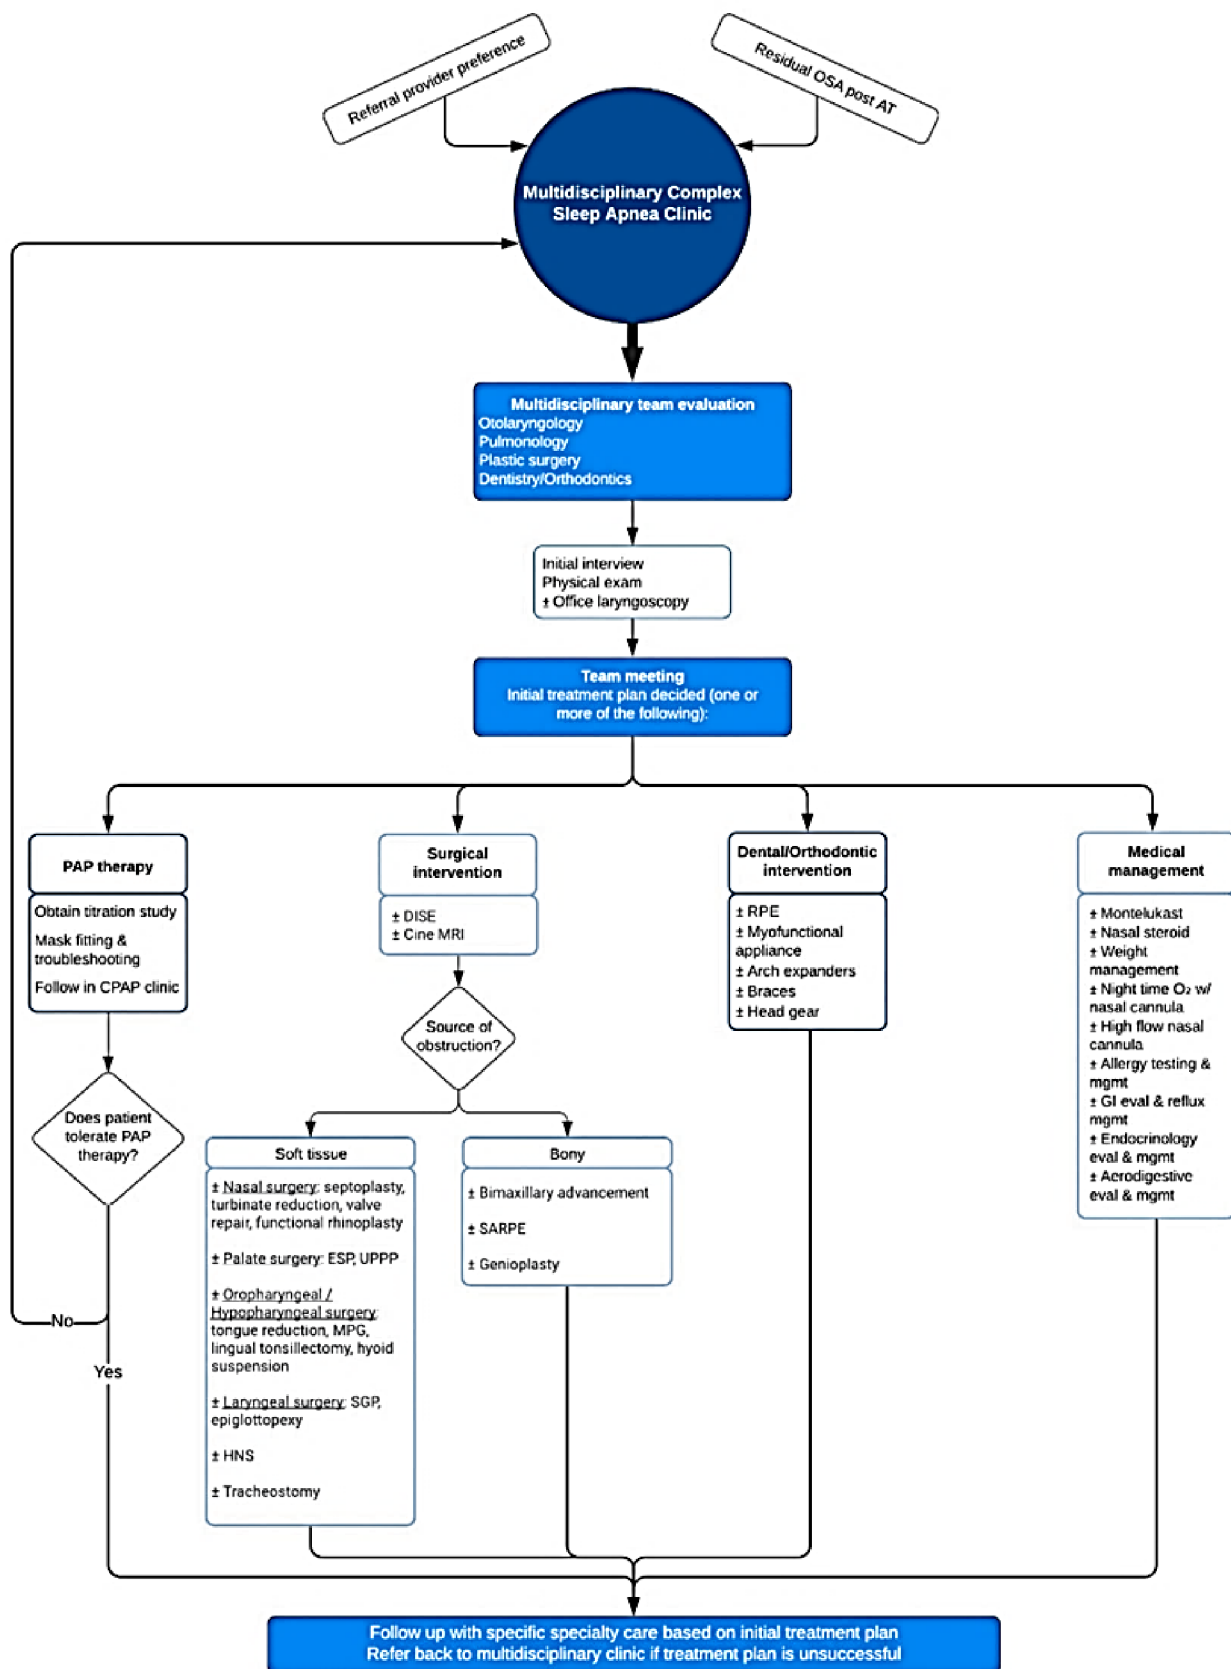 Referral provider preference
Residual OSA post AT
Multidisciplinary Complex
Sleep Apnea Clinic
Multidisciplinary team evaluation
Otolaryngology
Pulmonology
Plastic surgery
Dentistry/Orthodontics
Initial interview
Physical exam
± Office laryngoscopy
Team meeting
Initial treatment plan decided (one or
more of the following):
PAP therapy
Obtain titration study
Mask fitting &
troubleshooting
Follow in CPAP clinic
Does patient
tolerate PAP
therapy?
No
Yes
Surgical
intervention
± DISE
± Cine MRI
Source of
obstruction?
Soft tissue
± Nasal surgery: septoplasty,
turbinate reduction, valve
repair, functional rhinoplasty
± Palate surgery: ESP, UPPP
± Oropharyngeal /
Hypopharyngeal surgery:
tongue reduction, MPG,
lingual tonsillectomy, hyoid
suspension
± Laryngeal surgery: SGP,
epiglottopexy
± HNS
± Tracheostomy
Bony
± Bimaxillary advancement
± SARPE
± Genioplasty
Dental/Orthodontic
intervention
± RPE
± Myofunctional
appliance
± Arch expanders
± Braces
± Head gear
Medical
management
± Montelukast
± Nasal steroid
± Weight
management
± Night time O₂ w/
nasal cannula
± High flow nasal
cannula
± Allergy testing &
mgmt
± GI eval & reflux
mgmt
± Endocrinology
eval & mgmt
± Aerodigestive
eval & mgmt
Follow up with specific specialty care based on initial treatment plan
Refer back to multidisciplinary clinic if treatment plan is unsuccessful